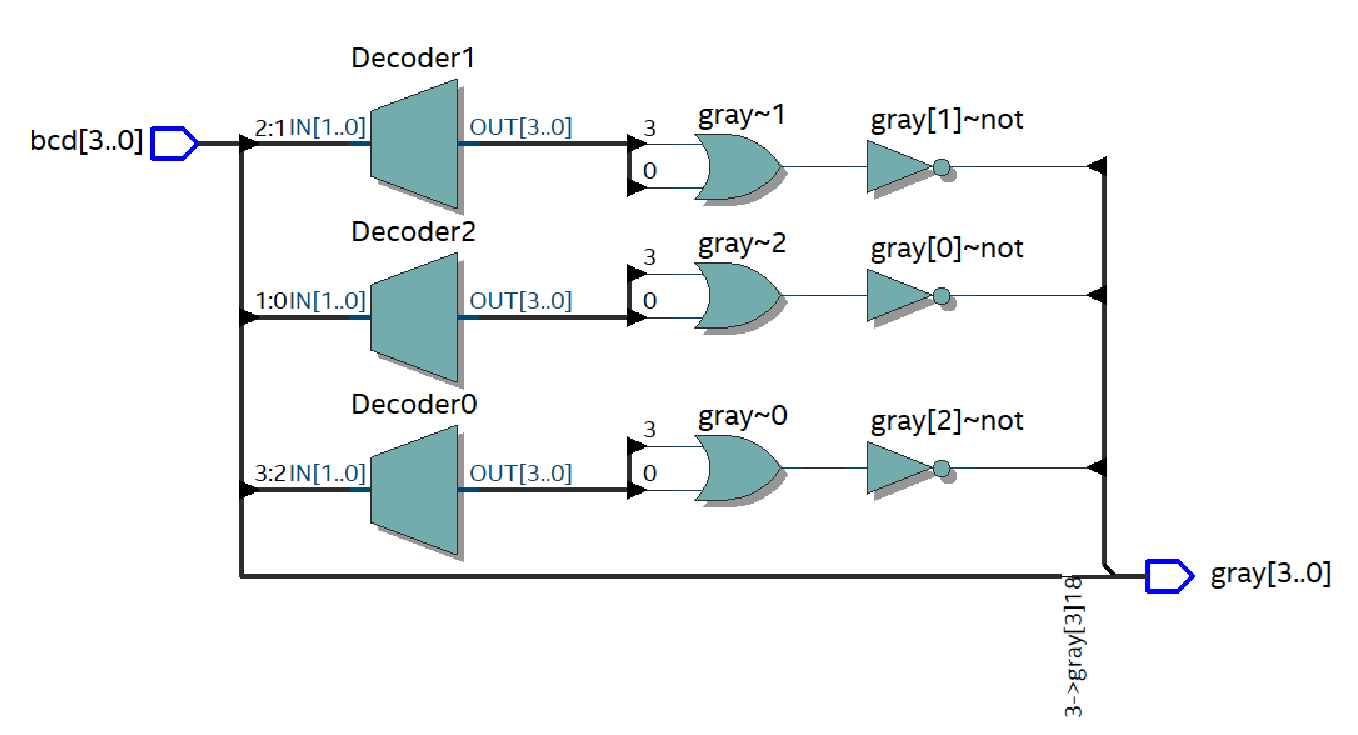 Decoder1
bcd[3..0]
2:1 IN[1..0]
OUT[3..0]
3
0
gray~1
gray[1]~not
Decoder2
1:0 IN[1..0]
OUT[3..0]
3
0
gray~2
gray[0]~not
Decoder0
3:2 IN[1..0]
OUT[3..0]
3
0
gray~0
gray[2]~not
3->gray[3]18
gray[3..0]